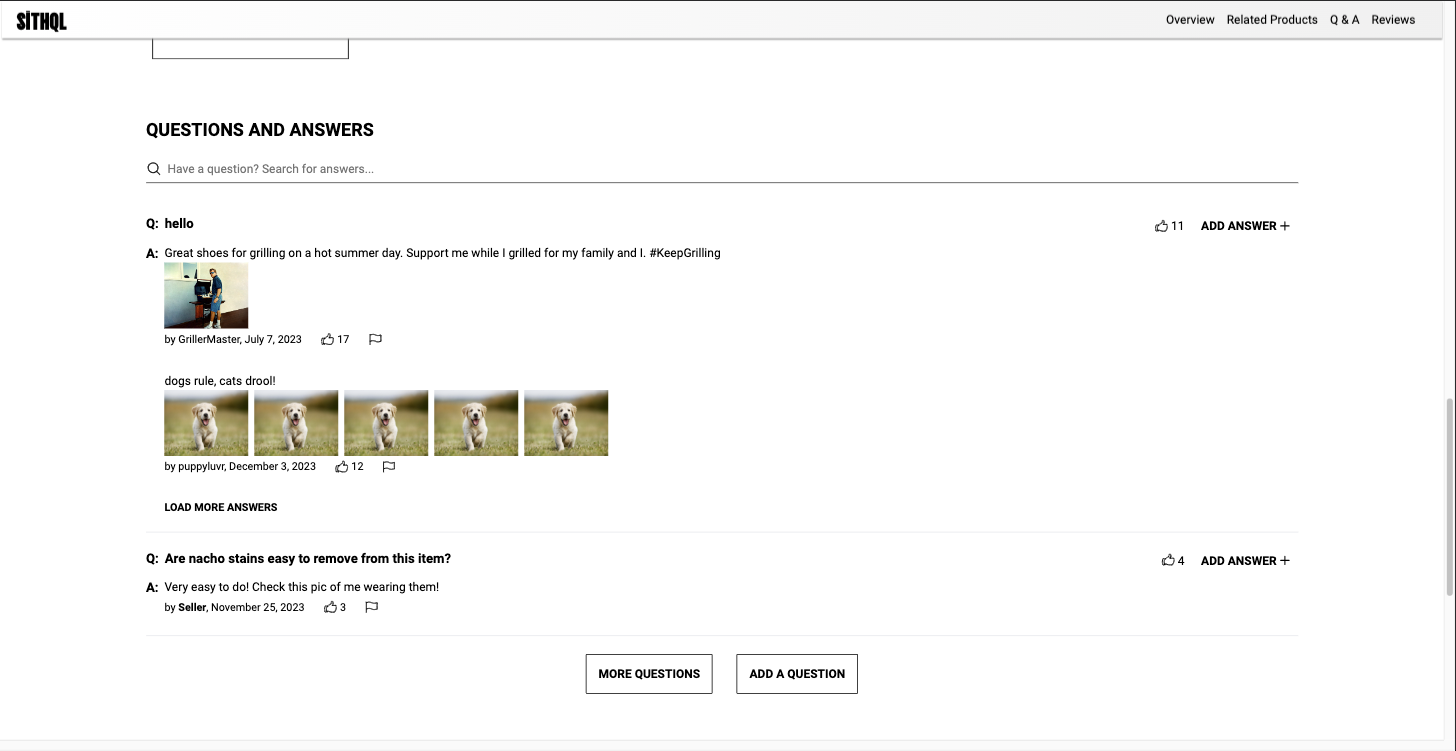 SİTHQL
Overview Related Products Q & A Reviews
QUESTIONS AND ANSWERS
Have a question? Search for answers...
Q: hello
11 ADD ANSWER +
A: Great shoes for grilling on a hot summer day. Support me while I grilled for my family and I. #KeepGrilling
by GrillerMaster, July 7, 2023 17
dogs rule, cats drool!
by puppyluvr, December 3, 2023 12
LOAD MORE ANSWERS
Q: Are nacho stains easy to remove from this item?
4 ADD ANSWER +
A: Very easy to do! Check this pic of me wearing them!
by Seller, November 25, 2023 3
MORE QUESTIONS ADD A QUESTION